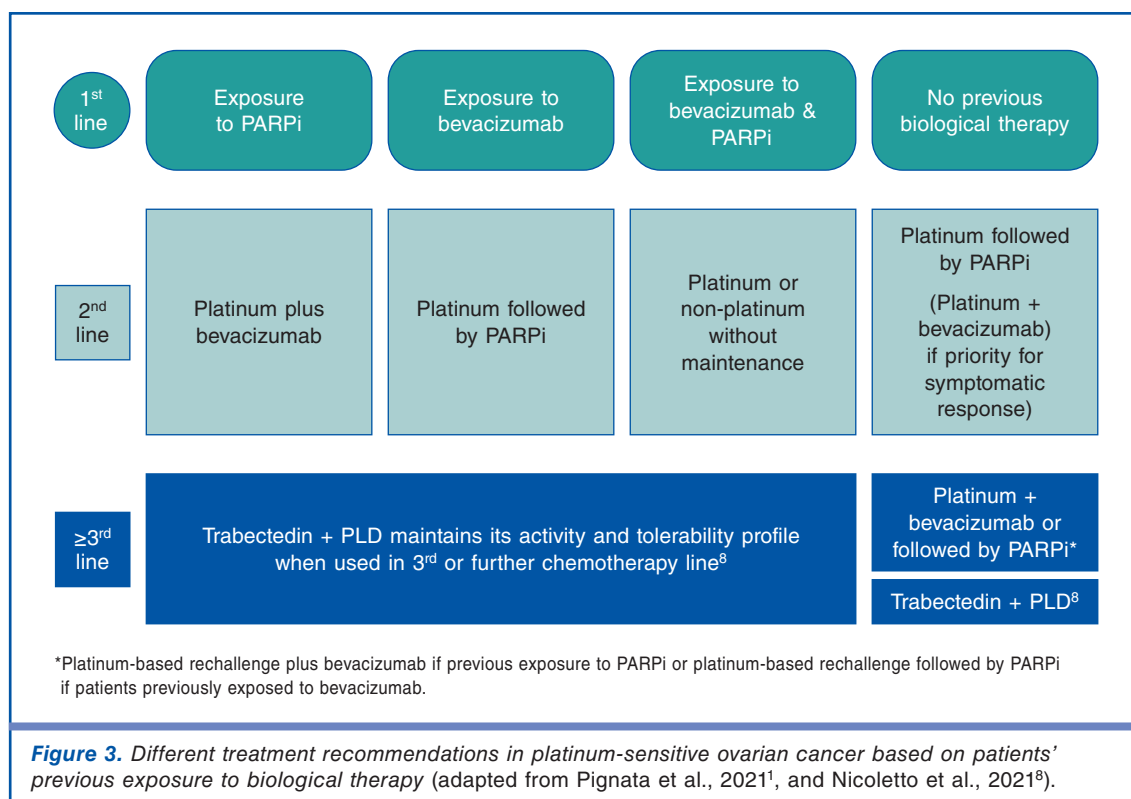 1st
line
Exposure
to PARPi
Exposure to
bevacizumab
Exposure to
bevacizumab &
PARPi
No previous
biological therapy
2nd
line
Platinum plus
bevacizumab
Platinum followed
by PARPi
Platinum or
non-platinum
without
maintenance
Platinum followed
by PARPi
(Platinum +
bevacizumab)
if priority for
symptomatic
response)
≥3rd
line
Trabectedin + PLD maintains its activity and tolerability profile
when used in 3rd or further chemotherapy line8
Platinum +
bevacizumab or
followed by PARPi*
Trabectedin + PLD8
*Platinum-based rechallenge plus bevacizumab if previous exposure to PARPi or platinum-based rechallenge followed by PARPi
if patients previously exposed to bevacizumab.
Figure 3. Different treatment recommendations in platinum-sensitive ovarian cancer based on patients'
previous exposure to biological therapy (adapted from Pignata et al., 20211, and Nicoletto et al., 20218).